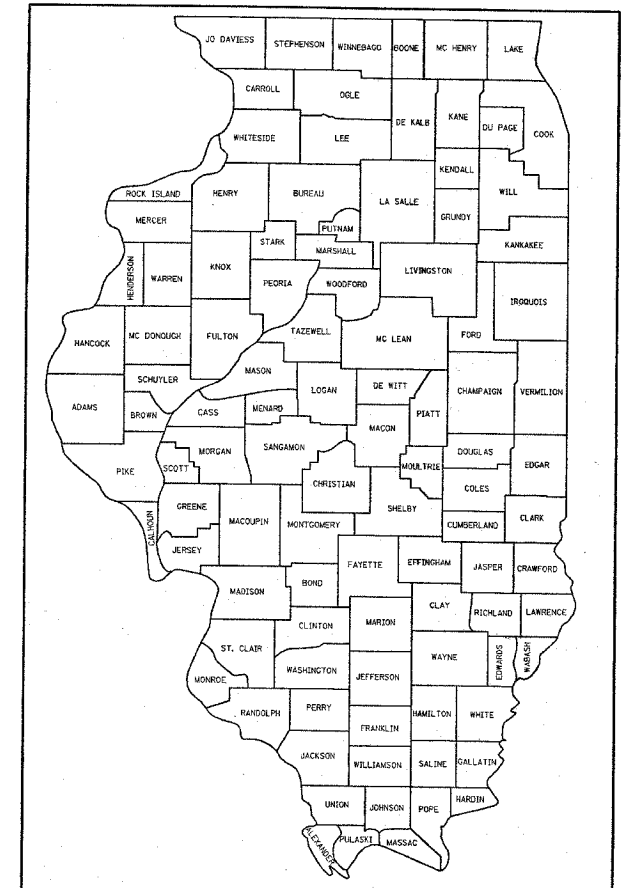 JO DAVIESS
STEPHENSON
WINNEBAGO
BOONE
MC HENRY
LAKE
CARROLL
OGLE
DE KALB
KANE
DU PAGE
COOK
WHITESIDE
LEE
KENDALL
WILL
ROCK ISLAND
HENRY
BUREAU
LA SALLE
GRUNDY
MERCER
PUTNAM
STARK
MARSHALL
KANKAKEE
HENDERSON
WARREN
KNOX
PEORIA
WOODFORD
LIVINGSTON
IROQUOIS
HANCOCK
MC DONOUGH
FULTON
TAZEWELL
MC LEAN
FORD
SCHUYLER
MASON
LOGAN
DE WITT
CHAMPAIGN
VERMILION
ADAMS
BROWN
CASS
MENARD
MACON
PIATT
PIKE
SCOTT
MORGAN
SANGAMON
MOULTRIE
DOUGLAS
EDGAR
CHRISTIAN
COLES
CALHOUN
GREENE
MACOUPIN
MONTGOMERY
SHELBY
CUMBERLAND
CLARK
JERSEY
FAYETTE
EFFINGHAM
JASPER
CRAWFORD
MADISON
BOND
CLAY
RICHLAND
LAWRENCE
CLINTON
MARION
ST. CLAIR
WAYNE
EDWARDS
WABASH
WASHINGTON
JEFFERSON
MONROE
RANDOLPH
PERRY
HAMILTON
WHITE
FRANKLIN
JACKSON
WILLIAMSON
SALINE
GALLATIN
UNION
JOHNSON
POPE
HARDIN
ALEXANDER
PULASKI
MASSAC